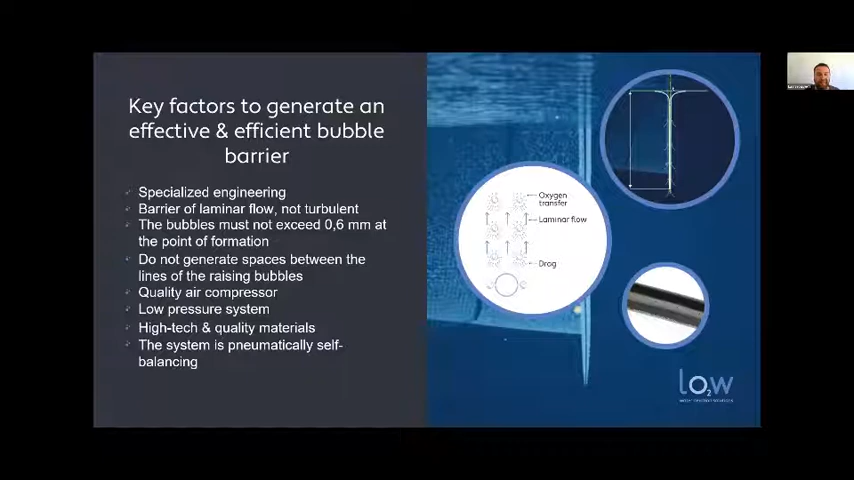 Key factors to generate an
effective & efficient bubble
barrier
Specialized engineering
Barrier of laminar flow, not turbulent
The bubbles must not exceed 0,6 mm at
the point of formation
Do not generate spaces between the
lines of the raising bubbles
Quality air compressor
Low pressure system
High-tech & quality materials
The system is pneumatically self-
balancing
Oxygen
transfer
Laminar flow
Drag
lo2w